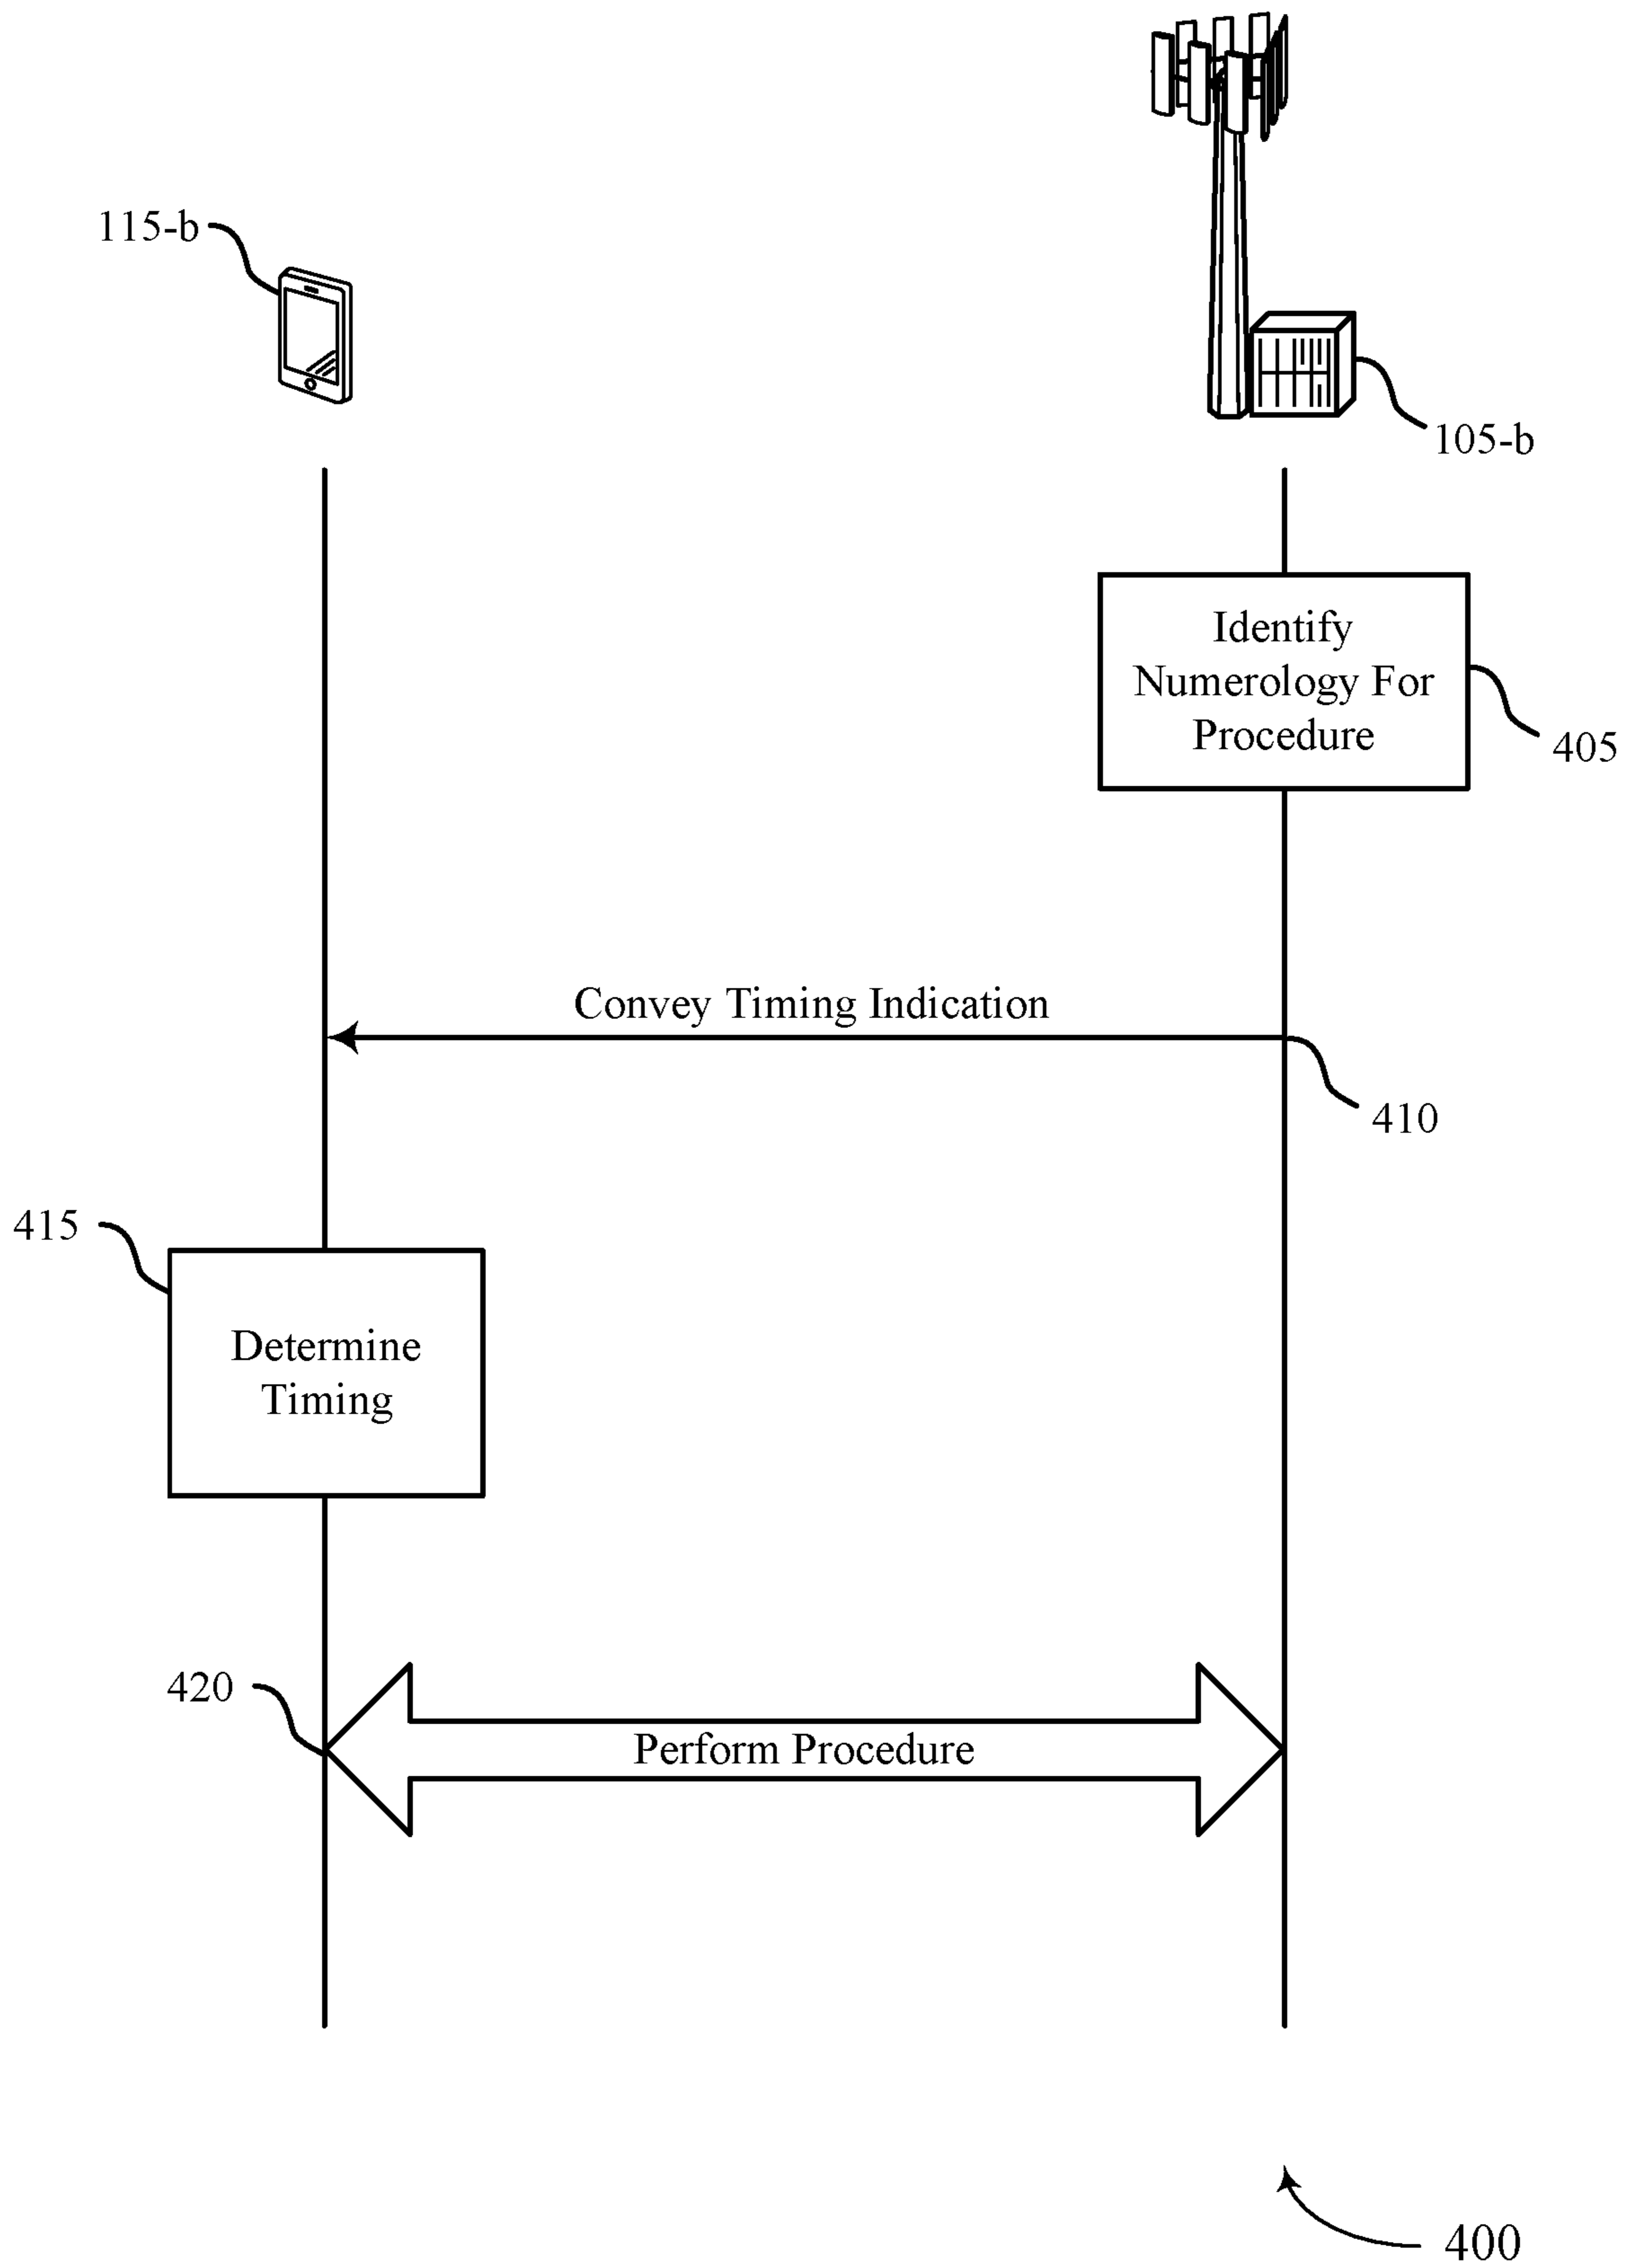 115-b
105-b
Identify
Numerology For
Procedure
405
Convey Timing Indication
410
415
Determine
Timing
420
Perform Procedure
400